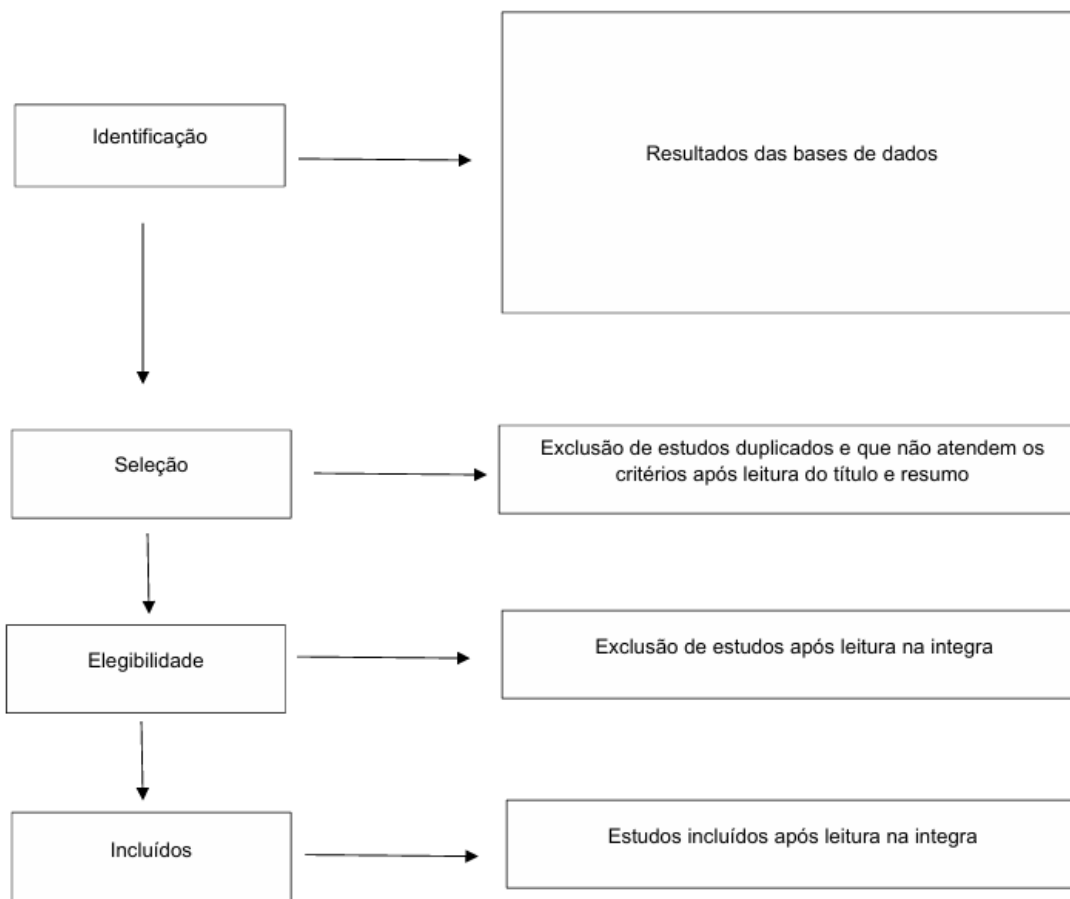 Identificação
Resultados das bases de dados
Seleção
Exclusão de estudos duplicados e que não atendem os
critérios após leitura do título e resumo
Elegibilidade
Exclusão de estudos após leitura na integra
Incluídos
Estudos incluídos após leitura na integra